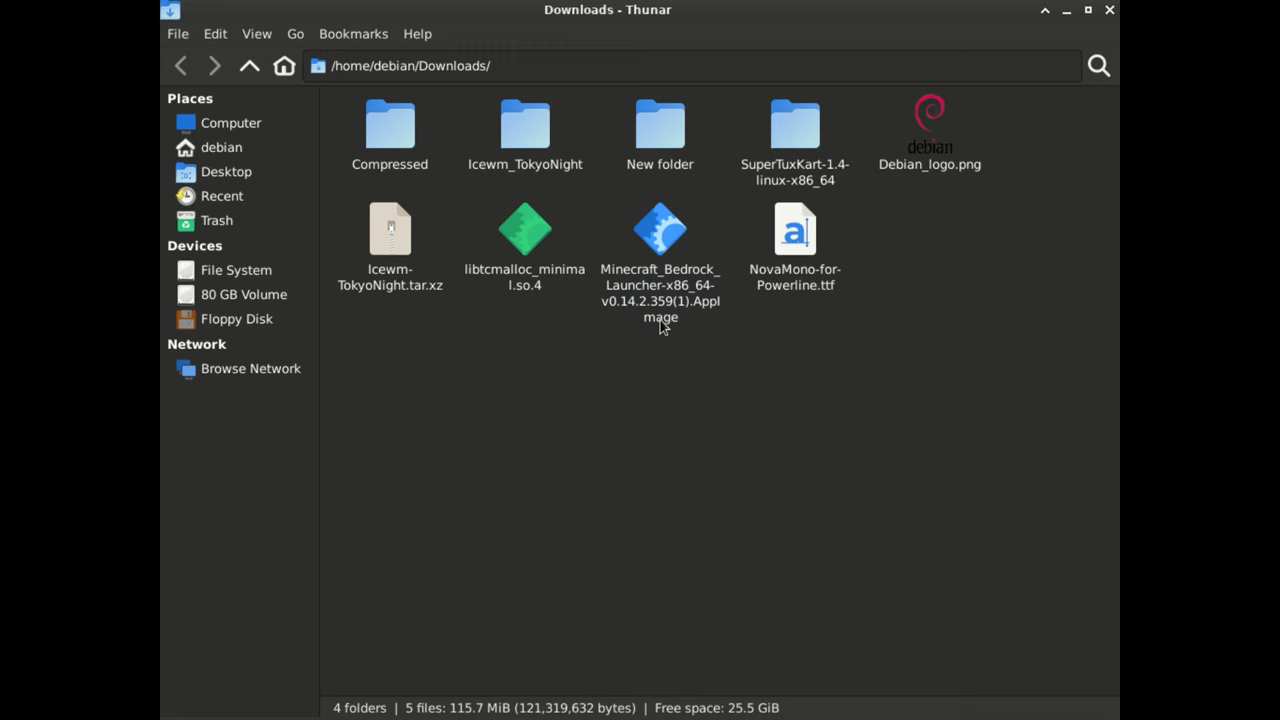 Downloads - Thunar
File Edit View Go Bookmarks Help
/home/debian/Downloads/
Places
Computer
debian
Desktop
Recent
Trash
Devices
File System
80 GB Volume
Floppy Disk
Network
Browse Network
Compressed
Icewm_TokyoNight
New folder
SuperTuxKart-1.4-
linux-x86_64
debian
Debian_logo.png
Icewm-
TokyoNight.tar.xz
libtcmalloc_minima
l.so.4
Minecraft_Bedrock_
Launcher-x86_64-
v0.14.2.359(1).AppI
mage
a
NovaMono-for-
Powerline.ttf
4 folders | 5 files: 115.7 MiB (121,319,632 bytes) | Free space: 25.5 GiB